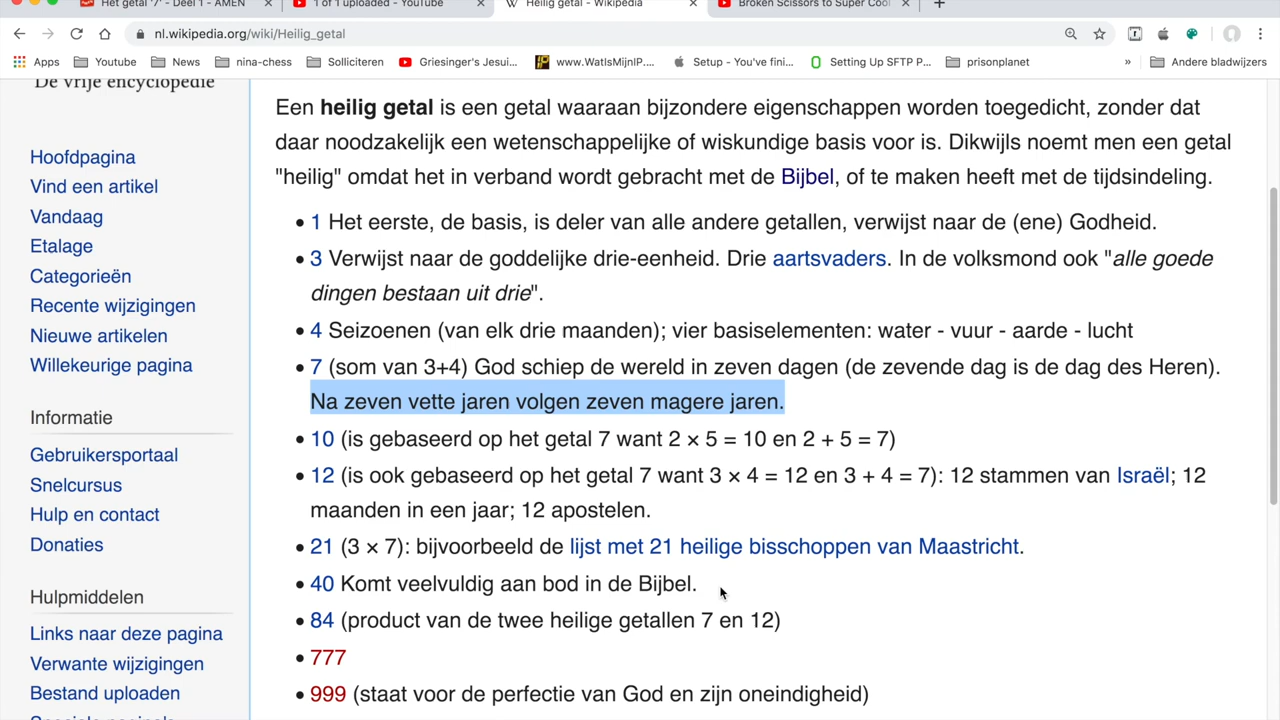 Het getal '7' - Deel 1 - AMEN
1 of 1 uploaded - YouTube
Heilig getal - Wikipedia
Broken Scissors to Super Cool
nl.wikipedia.org/wiki/Heilig_getal
Apps Youtube News nina-chess Solliciteren Griesinger's Jesui... www.WatIsMijnIP.... Setup - You've fini... Setting Up SFTP P... prisonplanet » Andere bladwijzers
De vrije encyclopedie
Hoofdpagina
Vind een artikel
Vandaag
Etalage
Categorieën
Recente wijzigingen
Nieuwe artikelen
Willekeurige pagina
Informatie
Gebruikersportaal
Snelcursus
Hulp en contact
Donaties
Hulpmiddelen
Links naar deze pagina
Verwante wijzigingen
Bestand uploaden
Een heilig getal is een getal waaraan bijzondere eigenschappen worden toegedicht, zonder dat
daar noodzakelijk een wetenschappelijke of wiskundige basis voor is. Dikwijls noemt men een getal
"heilig" omdat het in verband wordt gebracht met de Bijbel, of te maken heeft met de tijdsindeling.
• 1 Het eerste, de basis, is deler van alle andere getallen, verwijst naar de (ene) Godheid.
• 3 Verwijst naar de goddelijke drie-eenheid. Drie aartsvaders. In de volksmond ook "alle goede
dingen bestaan uit drie".
• 4 Seizoenen (van elk drie maanden); vier basiselementen: water - vuur - aarde - lucht
• 7 (som van 3+4) God schiep de wereld in zeven dagen (de zevende dag is de dag des Heren).
Na zeven vette jaren volgen zeven magere jaren.
• 10 (is gebaseerd op het getal 7 want 2 × 5 = 10 en 2 + 5 = 7)
• 12 (is ook gebaseerd op het getal 7 want 3 × 4 = 12 en 3 + 4 = 7): 12 stammen van Israël; 12
maanden in een jaar; 12 apostelen.
• 21 (3 × 7): bijvoorbeeld de lijst met 21 heilige bisschoppen van Maastricht.
• 40 Komt veelvuldig aan bod in de Bijbel.
• 84 (product van de twee heilige getallen 7 en 12)
• 777
• 999 (staat voor de perfectie van God en zijn oneindigheid)